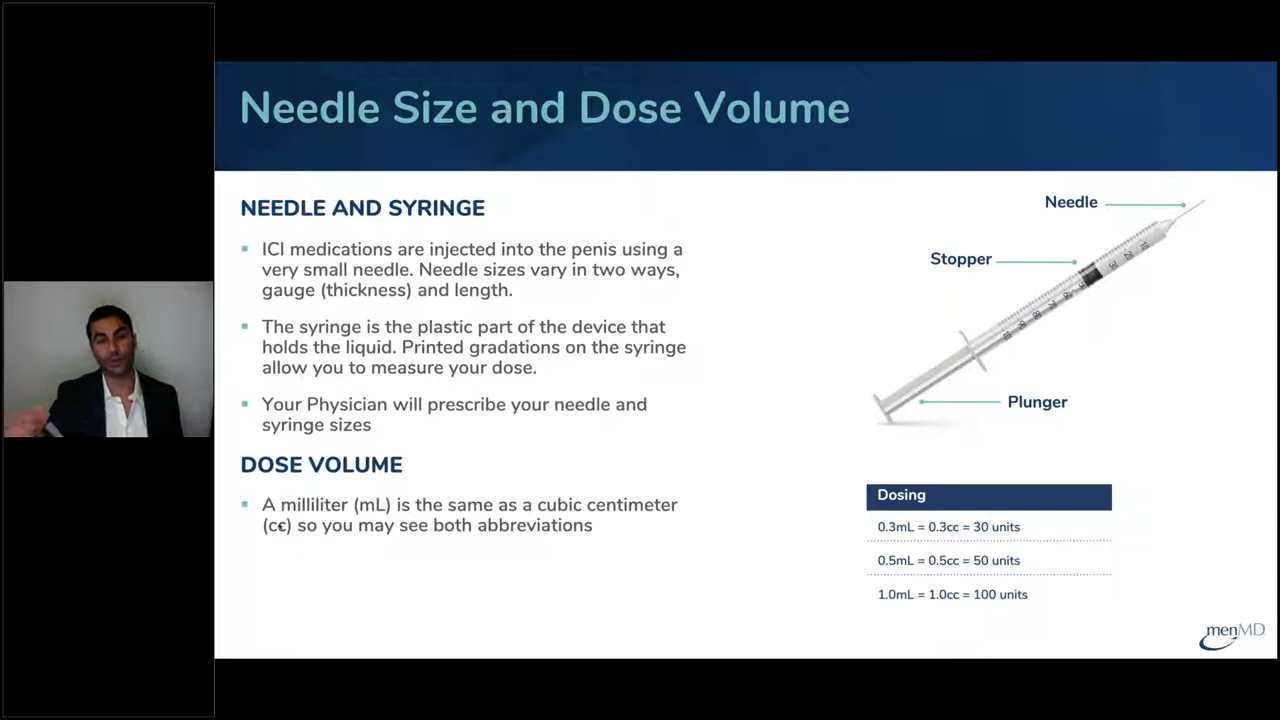 Needle Size and Dose Volume
NEEDLE AND SYRINGE
ICI medications are injected into the penis using a
very small needle. Needle sizes vary in two ways,
gauge (thickness) and length.
The syringe is the plastic part of the device that
holds the liquid. Printed gradations on the syringe
allow you to measure your dose.
Your Physician will prescribe your needle and
syringe sizes
DOSE VOLUME
A milliliter (mL) is the same as a cubic centimeter
(cc) so you may see both abbreviations
Needle
Stopper
Plunger
Dosing
0.3mL = 0.3cc = 30 units
0.5mL = 0.5cc = 50 units
1.0mL = 1.0cc = 100 units
menMD